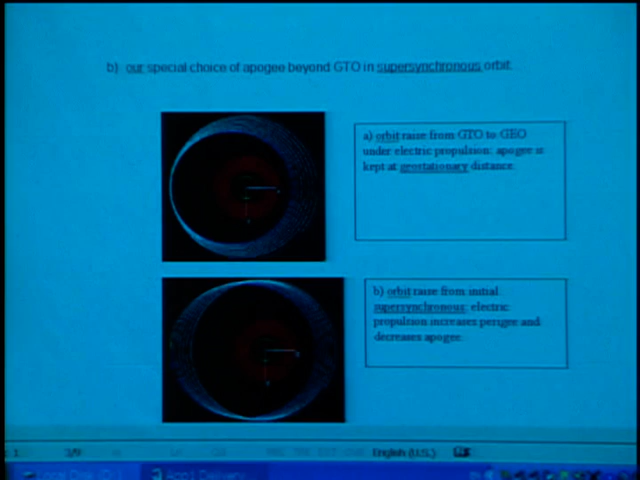 b) our special choice of apogee beyond GTO in supersynchronous orbit.
a) orbit raise from GTO to GEO
under electric propulsion: apogee is
kept at geostationary distance.
b) orbit raise from initial
supersynchronous: electric
propulsion increases perigee and
decreases apogee
3/9
English (U.S.)